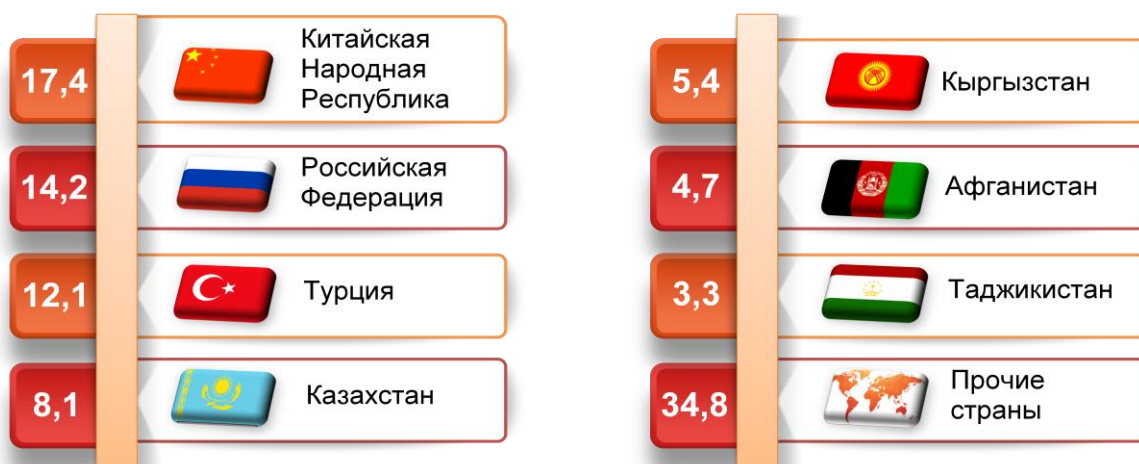 17,4
Китайская
Народная
Республика
14,2
Российская
Федерация
12,1
Турция
8,1
Казахстан
5,4
Кыргызстан
4,7
Афганистан
3,3
Таджикистан
34,8
Прочие
страны